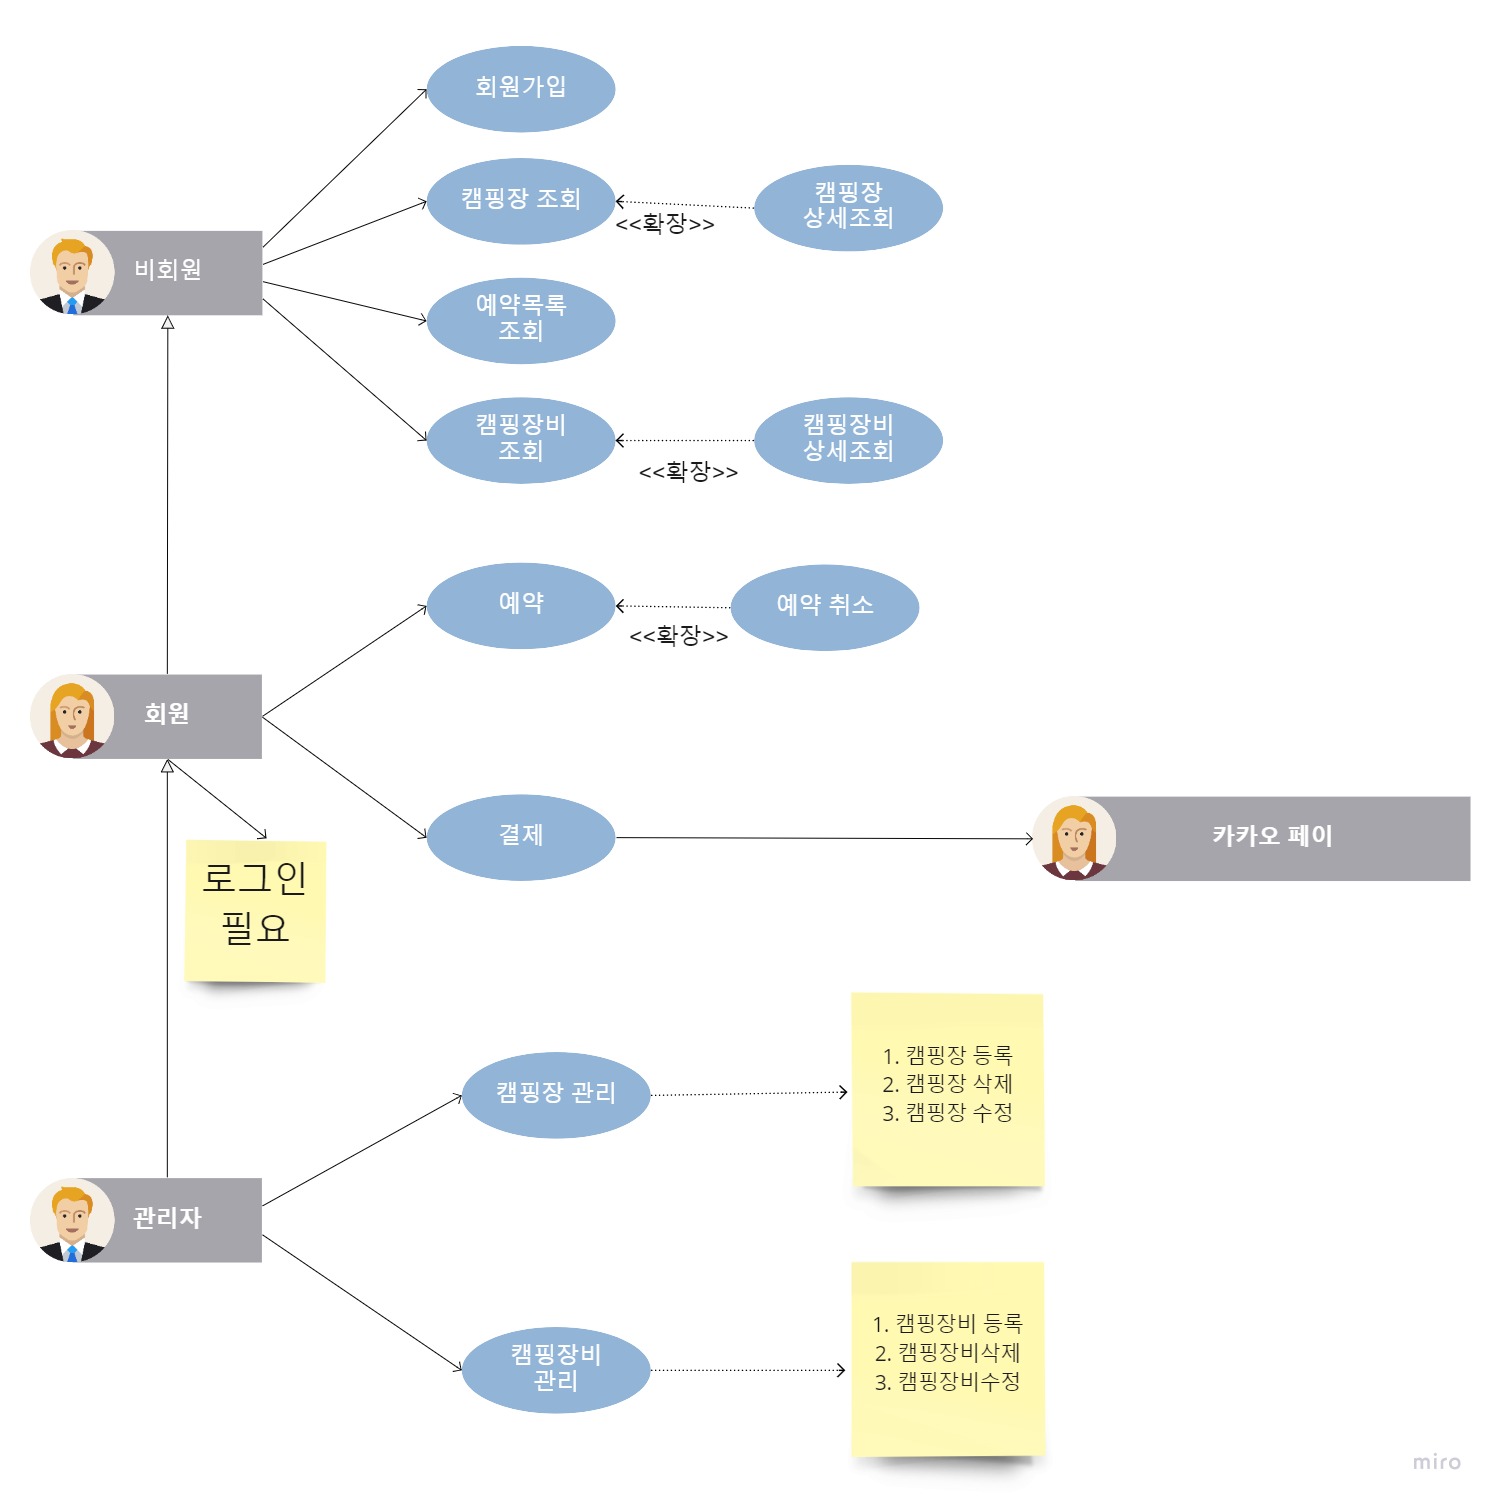 회원가입
캠핑장 조회
캠핑장
상세조회
<<확장>>
비회원
예약목록
조회
캠핑장비
조회
캠핑장비
상세조회
<<확장>>
예약
예약 취소
<<확장>>
회원
결제
카카오 페이
로그인
필요
1. 캠핑장 등록
2. 캠핑장 삭제
3. 캠핑장 수정
캠핑장 관리
관리자
1. 캠핑장비 등록
2. 캠핑장비삭제
3. 캠핑장비수정
캠핑장비
관리
miro